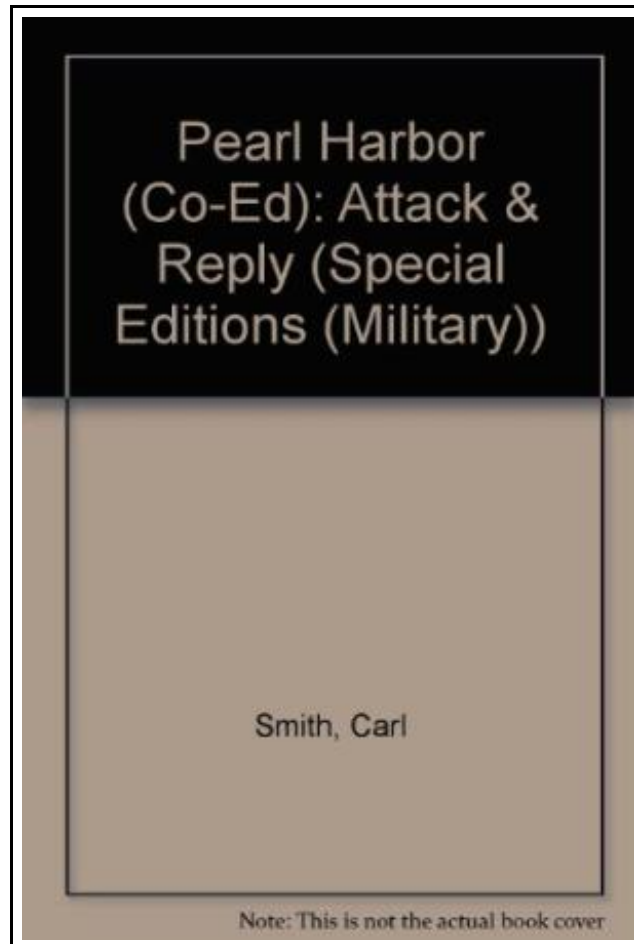 Pearl Harbor
(Co-Ed): Attack &
Reply (Special
Editions (Military))
Smith, Carl
Note: This is not the actual book cover